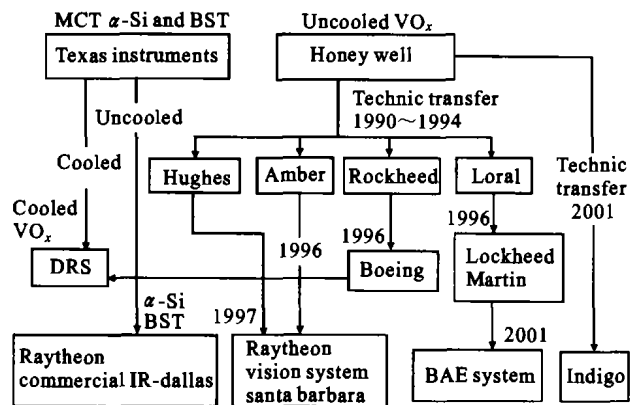 MCT α-Si and BST
Uncooled VOx
Texas instruments
Honey well
Uncooled
Technic transfer
1990~1994
Cooled
Hughes
Amber
Rockheed
Loral
Technic
transfer
2001
Cooled
VOx
DRS
1996
1996
1996
Boeing
Lockheed
Martin
α-Si
BST
1997
2001
Raytheon
commercial IR-dallas
Raytheon
vision system
santa barbara
BAE system
Indigo